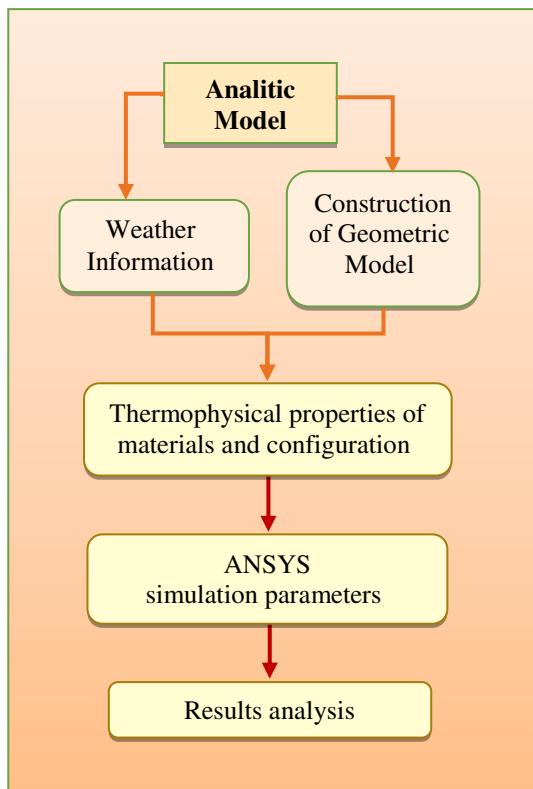 Analitic
Model
Weather
Information
Construction
of Geometric
Model
Thermophysical properties of
materials and configuration
ANSYS
simulation parameters
Results analysis